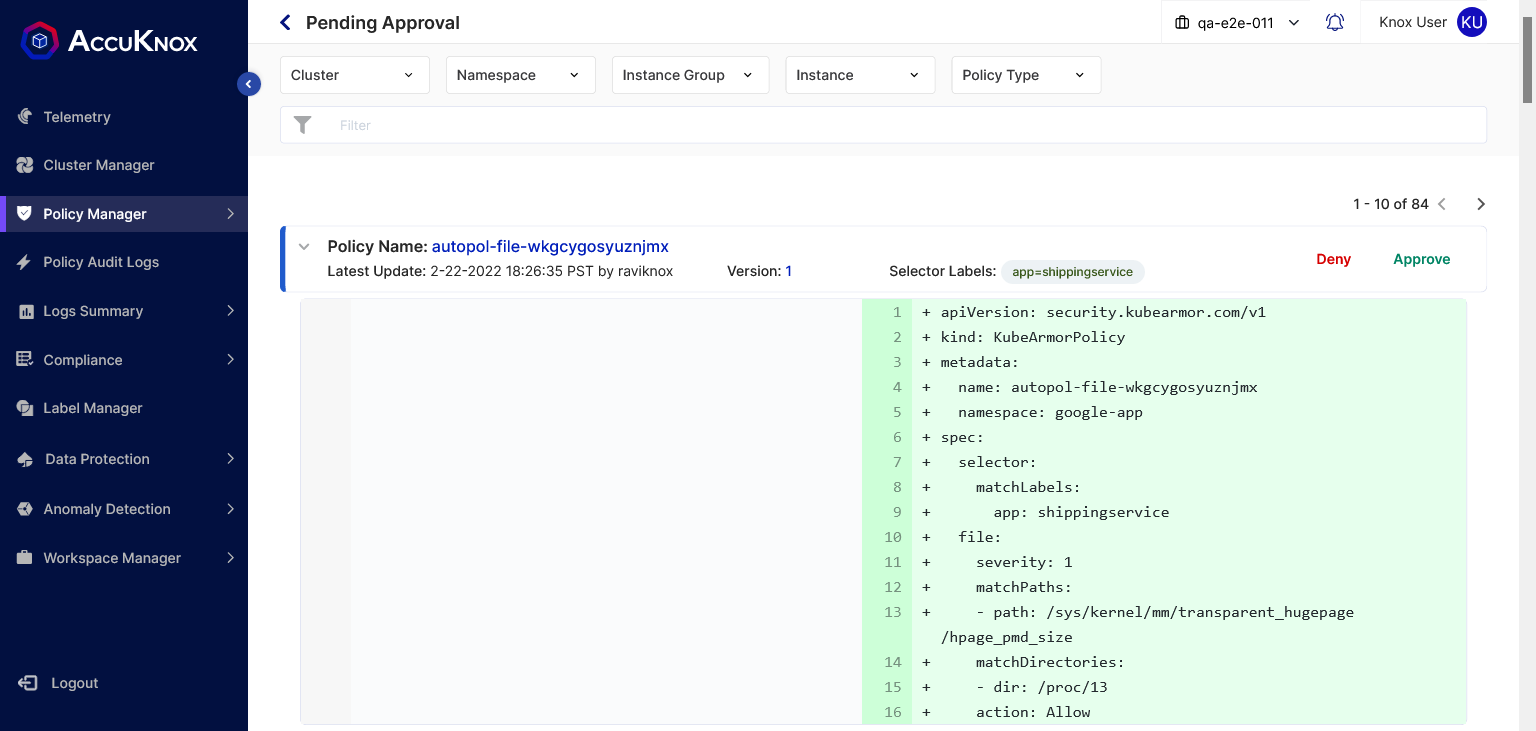 ACCUKNOX
Telemetry
Cluster Manager
Policy Manager
Policy Audit Logs
Logs Summary
Compliance
Label Manager
Data Protection
Anomaly Detection
Workspace Manager
Logout
Pending Approval
qa-e2e-011
Knox User KU
Cluster Namespace Instance Group Instance Policy Type
Filter
1 - 10 of 84
Policy Name: autopol-file-wkgcygosyuznjmx
Latest Update: 2-22-2022 18:26:35 PST by raviknox Version: 1 Selector Labels: app=shippingservice
Deny Approve
1 + apiVersion: security.kubearmor.com/v1
2 + kind: KubeArmorPolicy
3 + metadata:
4 + name: autopol-file-wkgcygosyuznjmx
5 + namespace: google-app
6 + spec:
7 + selector:
8 + matchLabels:
9 + app: shippingservice
10 + file:
11 + severity: 1
12 + matchPaths:
13 + - path: /sys/kernel/mm/transparent_hugepage
/hpage_pmd_size
14 + matchDirectories:
15 + - dir: /proc/13
16 + action: Allow